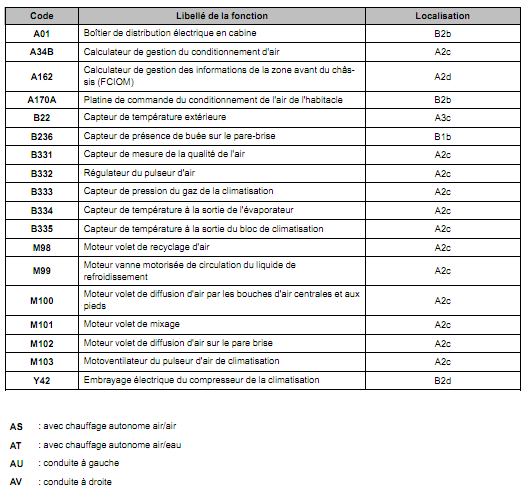 Code Libellé de la fonction Localisation
A01 Boîtier de distribution électrique en cabine B2b
A34B Calculateur de gestion du conditionnement d'air A2c
A162 Calculateur de gestion des informations de la zone avant du châs-
sis (FCIOM) A2d
A170A Platine de commande du conditionnement de l'air de l'habitacle B2b
B22 Capteur de température extérieure A3c
B236 Capteur de présence de buée sur le pare-brise B1b
B331 Capteur de mesure de la qualité de l'air A2c
B332 Régulateur du pulseur d'air A2c
B333 Capteur de pression du gaz de la climatisation A2c
B334 Capteur de température à la sortie de l'évaporateur A2c
B335 Capteur de température à la sortie du bloc de climatisation A2c
M98 Moteur volet de recyclage d'air A2c
M99 Moteur vanne motorisée de circulation du liquide de
refroidissement A2c
M100 Moteur volet de diffusion d'air par les bouches d'air centrales et aux
pieds A2c
M101 Moteur volet de mixage A2c
M102 Moteur volet de diffusion d'air sur le pare brise A2c
M103 Motoventilateur du pulseur d'air de climatisation A2c
Y42 Embrayage électrique du compresseur de la climatisation B2d
AS : avec chauffage autonome air/air
AT : avec chauffage autonome air/eau
AU : conduite à gauche
AV : conduite à droite